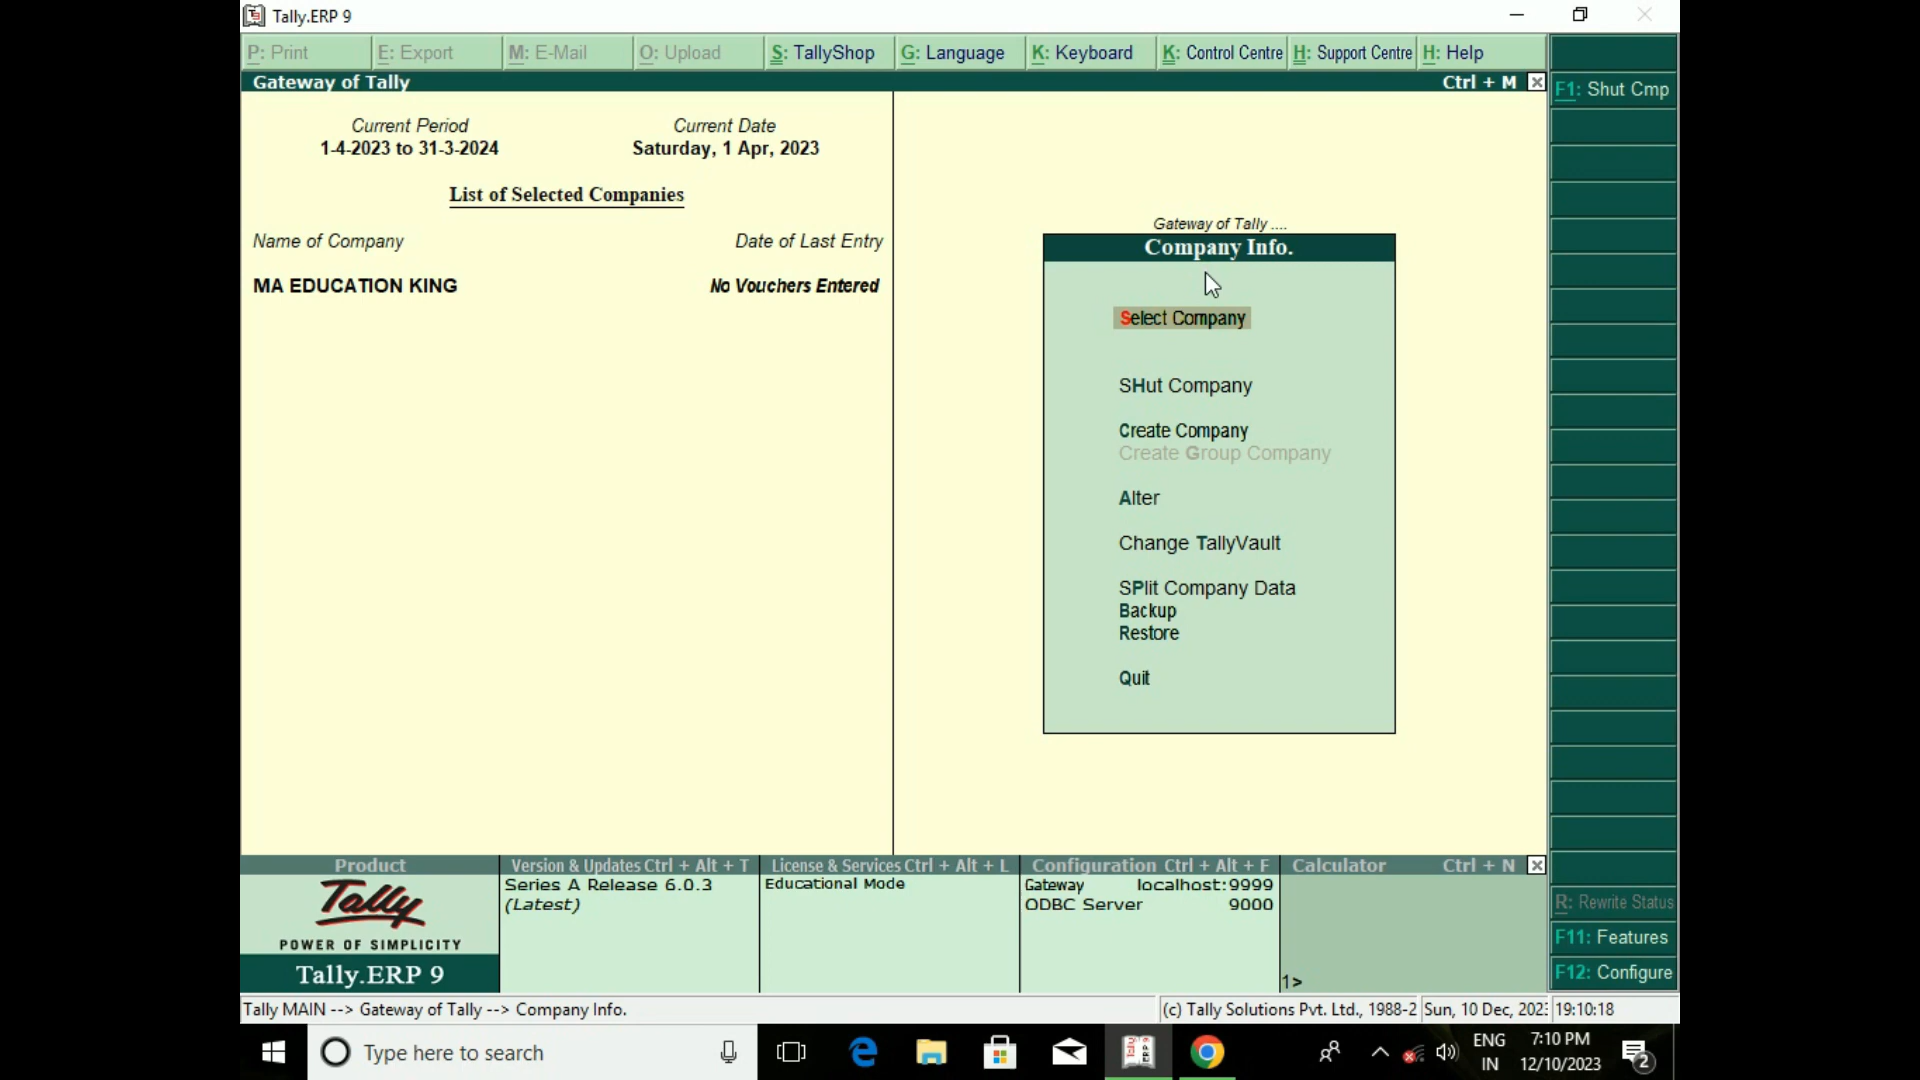 Tally.ERP 9
P: Print E: Export M: E-Mail O: Upload S: TallyShop G: Language K: Keyboard K: Control Centre H: Support Centre H: Help
Gateway of Tally Ctrl + M
F1: Shut Cmp
Current Period Current Date
1-4-2023 to 31-3-2024 Saturday, 1 Apr, 2023
List of Selected Companies
Name of Company Date of Last Entry
MA EDUCATION KING No Vouchers Entered
Gateway of Tally ....
Company Info.
Select Company
SHut Company
Create Company
Create Group Company
Alter
Change TallyVault
SPlit Company Data
Backup
Restore
Quit
Product Version & Updates Ctrl + Alt + T License & Services Ctrl + Alt + L Configuration Ctrl + Alt + F Calculator Ctrl + N
Tally
POWER OF SIMPLICITY
Tally.ERP 9
Series A Release 6.0.3
(Latest)
Educational Mode
Gateway localhost:9999
ODBC Server 9000
1>
R: Rewrite Status
F11: Features
F12: Configure
Tally MAIN --> Gateway of Tally --> Company Info. (c) Tally Solutions Pvt. Ltd., 1988-2 Sun, 10 Dec, 202 19:10:18
Type here to search
ENG
IN
7:10 PM
12/10/2023
2